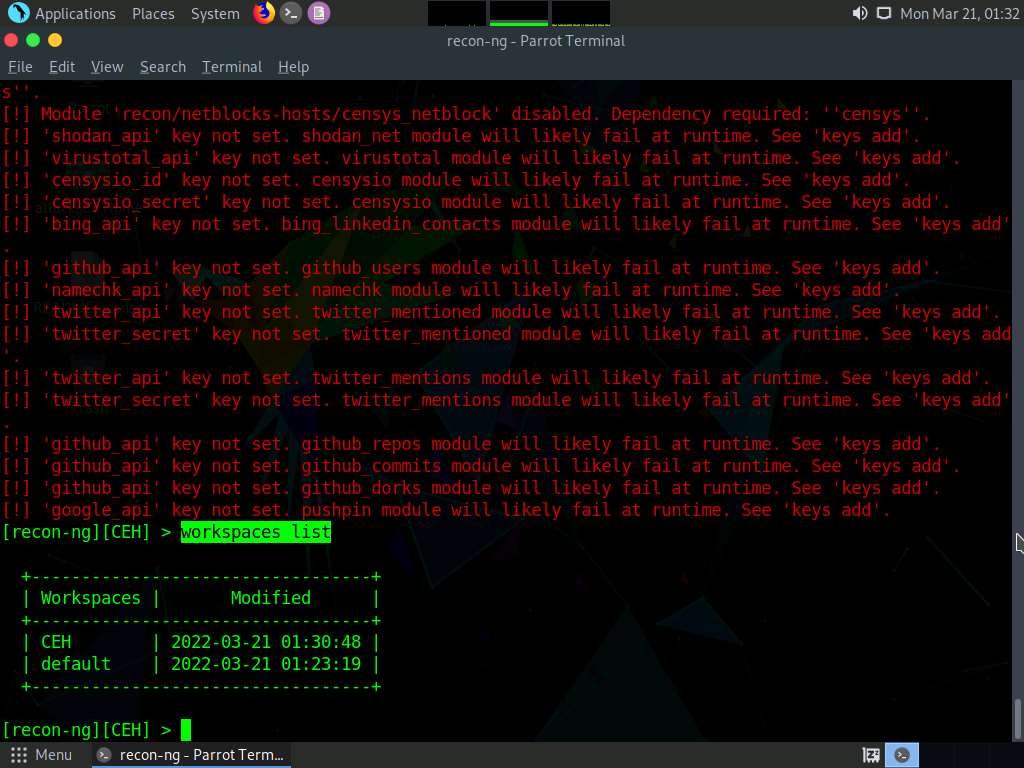 Applications Places System Mon Mar 21, 01:32
recon-ng - Parrot Terminal
File Edit View Search Terminal Help
s''.
[!] Module 'recon/netblocks-hosts/censys_netblock' disabled. Dependency required: ''censys''.
[!] 'shodan_api' key not set. shodan_net module will likely fail at runtime. See 'keys add'.
[!] 'virustotal_api' key not set. virustotal module will likely fail at runtime. See 'keys add'.
[!] 'censysio_id' key not set. censysio module will likely fail at runtime. See 'keys add'.
[!] 'censysio_secret' key not set. censysio module will likely fail at runtime. See 'keys add'.
[!] 'bing_api' key not set. bing_linkedin_contacts module will likely fail at runtime. See 'keys add'
.
[!] 'github_api' key not set. github_users module will likely fail at runtime. See 'keys add'.
[!] 'namechk_api' key not set. namechk module will likely fail at runtime. See 'keys add'.
[!] 'twitter_api' key not set. twitter_mentioned module will likely fail at runtime. See 'keys add'.
[!] 'twitter_secret' key not set. twitter_mentioned module will likely fail at runtime. See 'keys add
'.
[!] 'twitter_api' key not set. twitter_mentions module will likely fail at runtime. See 'keys add'.
[!] 'twitter_secret' key not set. twitter_mentions module will likely fail at runtime. See 'keys add'
.
[!] 'github_api' key not set. github_repos module will likely fail at runtime. See 'keys add'.
[!] 'github_api' key not set. github_commits module will likely fail at runtime. See 'keys add'.
[!] 'github_api' key not set. github_dorks module will likely fail at runtime. See 'keys add'.
[!] 'google_api' key not set. pushpin module will likely fail at runtime. See 'keys add'.
[recon-ng][CEH] > workspaces list
+----------------------------------+
| Workspaces |       Modified      |
+----------------------------------+
| CEH        | 2022-03-21 01:30:48 |
| default    | 2022-03-21 01:23:19 |
+----------------------------------+
[recon-ng][CEH] >
Menu recon-ng - Parrot Term...